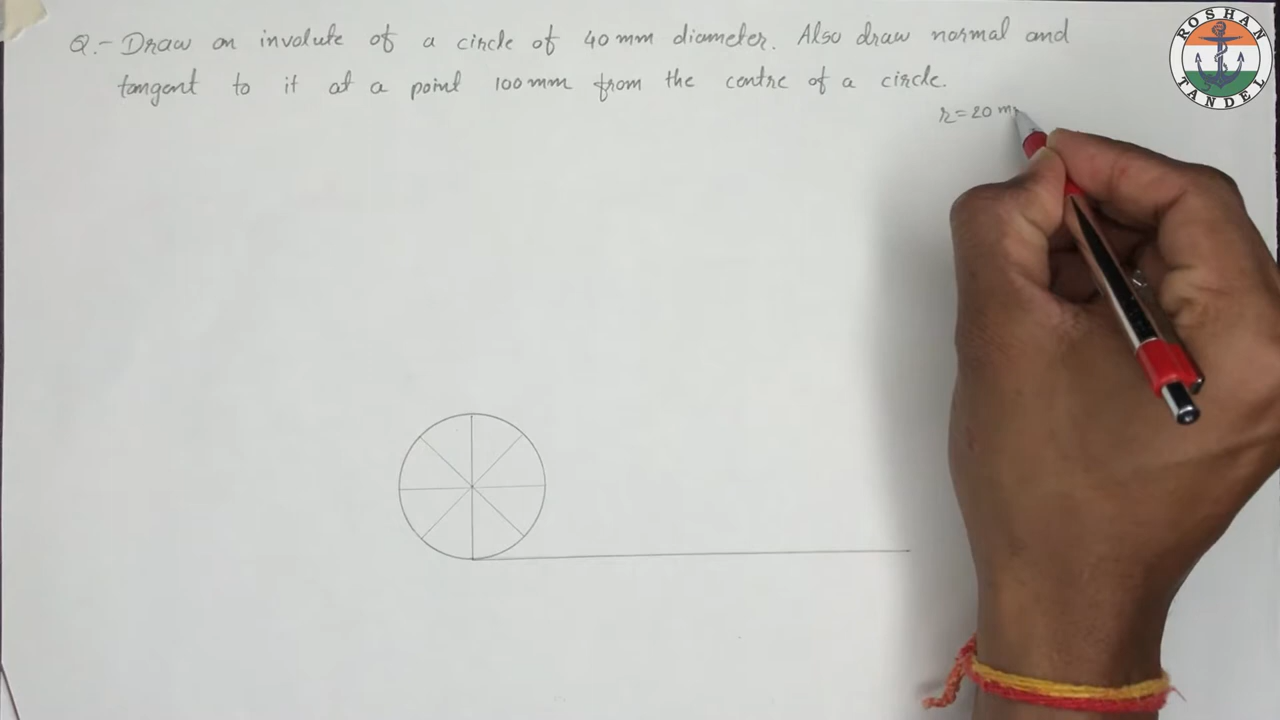 Q.- Draw an involute of a circle of 40 mm diameter. Also draw normal and
tangent to it at a point 100 mm from the centre of a circle.
r = 20 m
ROSHAN
TANDEL